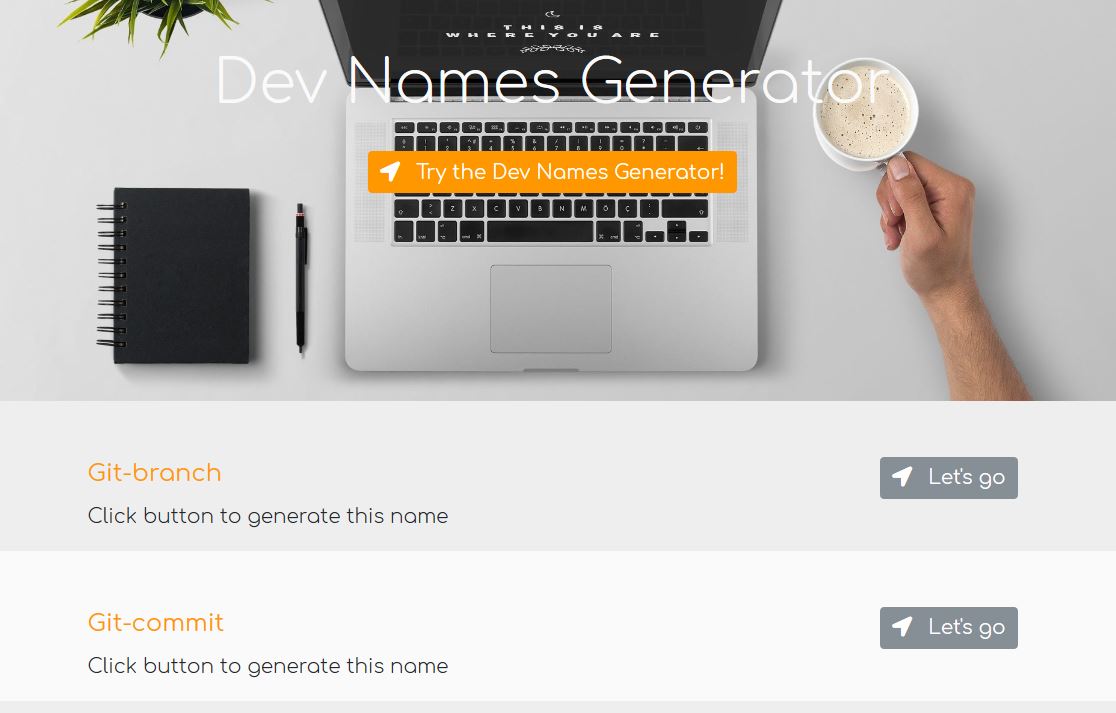 THIS IS
WHERE YOU ARE
Dev Names Generator
Try the Dev Names Generator!
Z X C V B N M Ö Ç
Git-branch
Let's go
Click button to generate this name
Git-commit
Let's go
Click button to generate this name